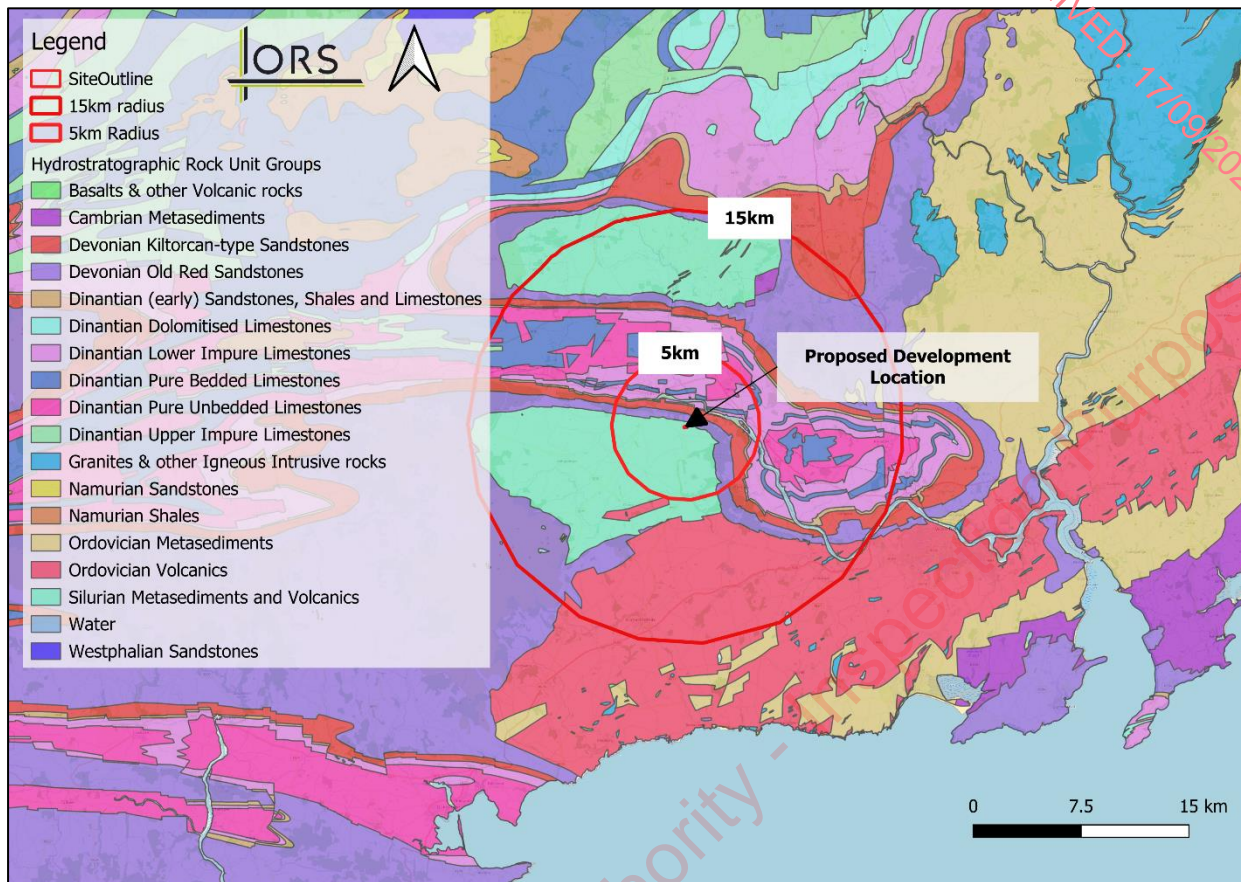 Legend
ORS
SiteOutline
15km radius
5km Radius
Hydrostratographic Rock Unit Groups
Basalts & other Volcanic rocks
Cambrian Metasediments
Devonian Kiltorcan-type Sandstones
Devonian Old Red Sandstones
Dinantian (early) Sandstones, Shales and Limestones
Dinantian Dolomitised Limestones
Dinantian Lower Impure Limestones
Dinantian Pure Bedded Limestones
Dinantian Pure Unbedded Limestones
Dinantian Upper Impure Limestones
Granites & other Igneous Intrusive rocks
Namurian Sandstones
Namurian Shales
Ordovician Metasediments
Ordovician Volcanics
Silurian Metasediments and Volcanics
Water
Westphalian Sandstones
15km
5km
Proposed Development
Location
0 7.5 15 km
17/09/202